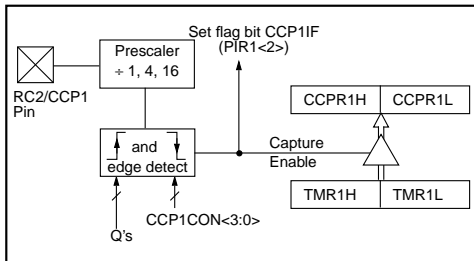 Set flag bit CCP1IF
(PIR1<2>)
Prescaler
÷ 1, 4, 16
RC2/CCP1
Pin
CCPR1H
CCPR1L
and
edge detect
Capture
Enable
TMR1H
TMR1L
CCP1CON<3:0>
Q's